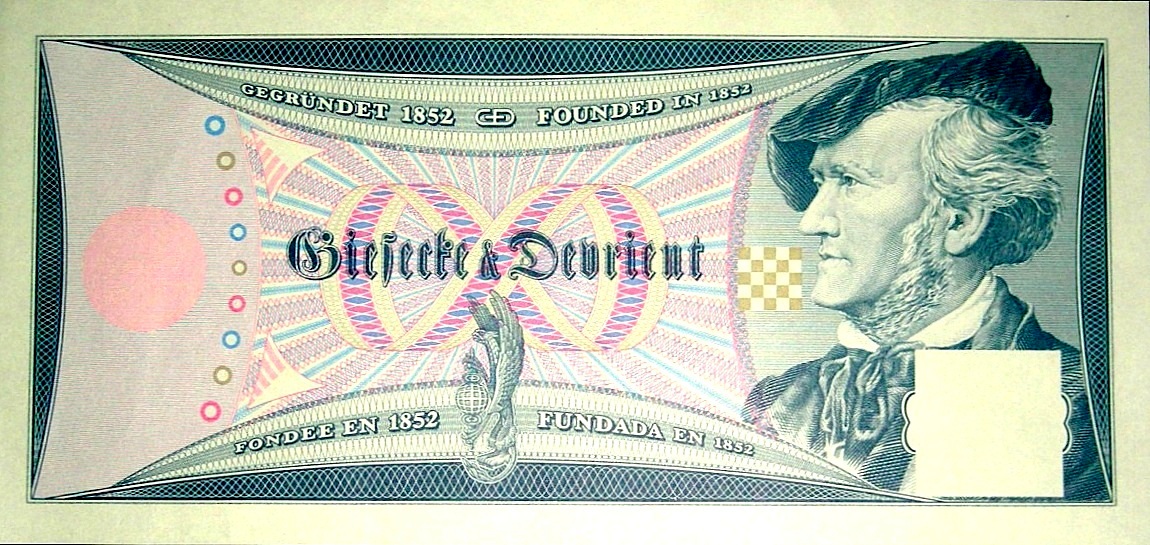 GEGRÜNDET 1852 FOUNDED IN 1852
Giesecke & Devrient
FONDEE EN 1852 FUNDADA EN 1852